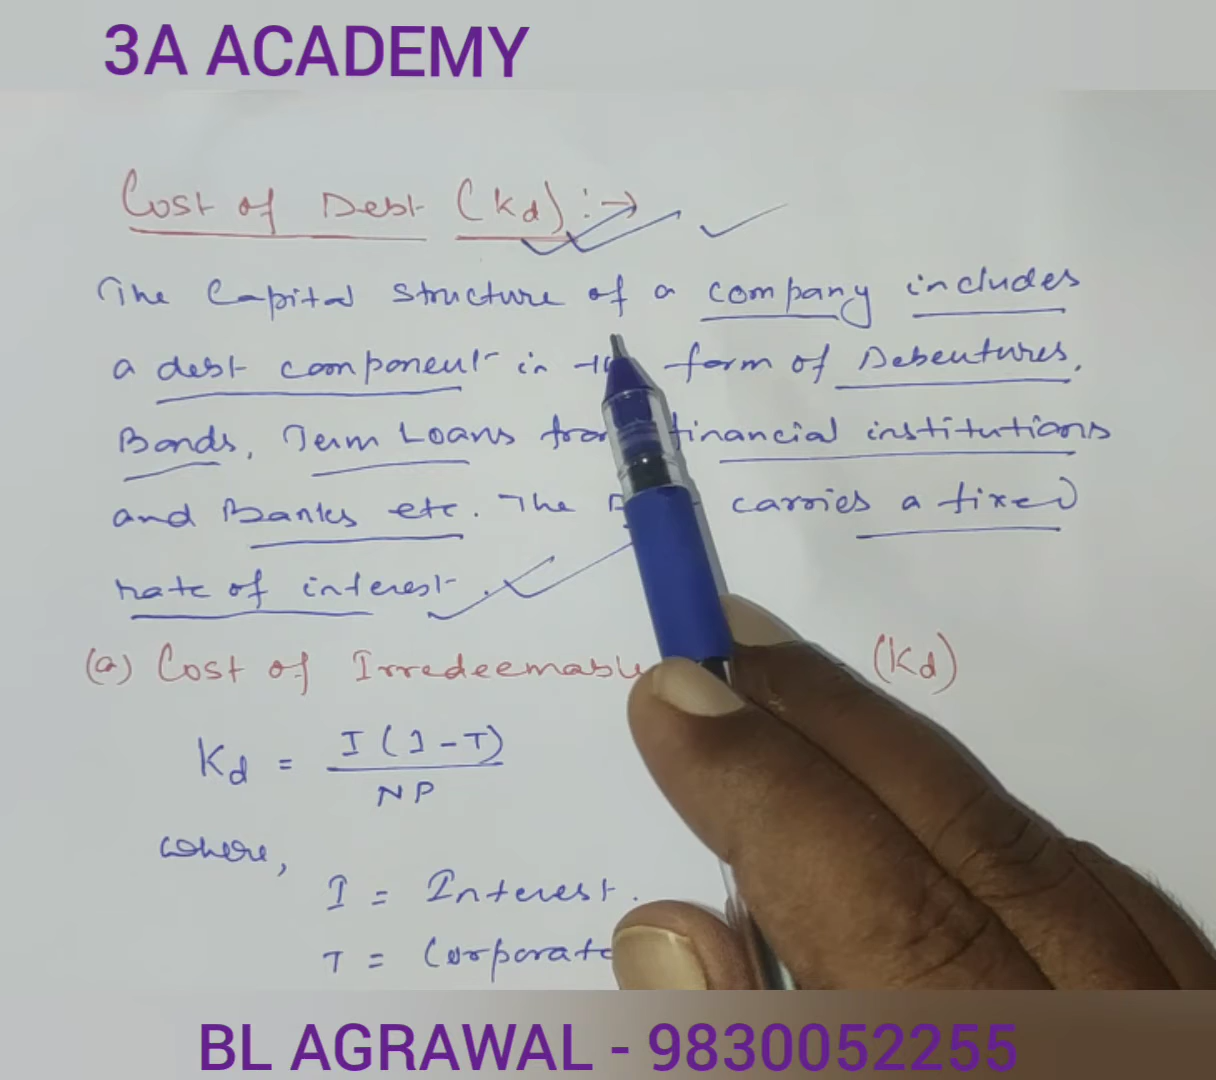 3A ACADEMY
Cost of Debt (Kd):→
The Capital Structure of a company includes
a debt component in form of Debentures,
Bonds, Term Loans financial institutions
and Banks etc. The carries a fixed
rate of interest.
(a) Cost of (Kd)
Kd = I(1-T)
NP
where,
I = Interest.
T =
BL AGRAWAL - 9830052255